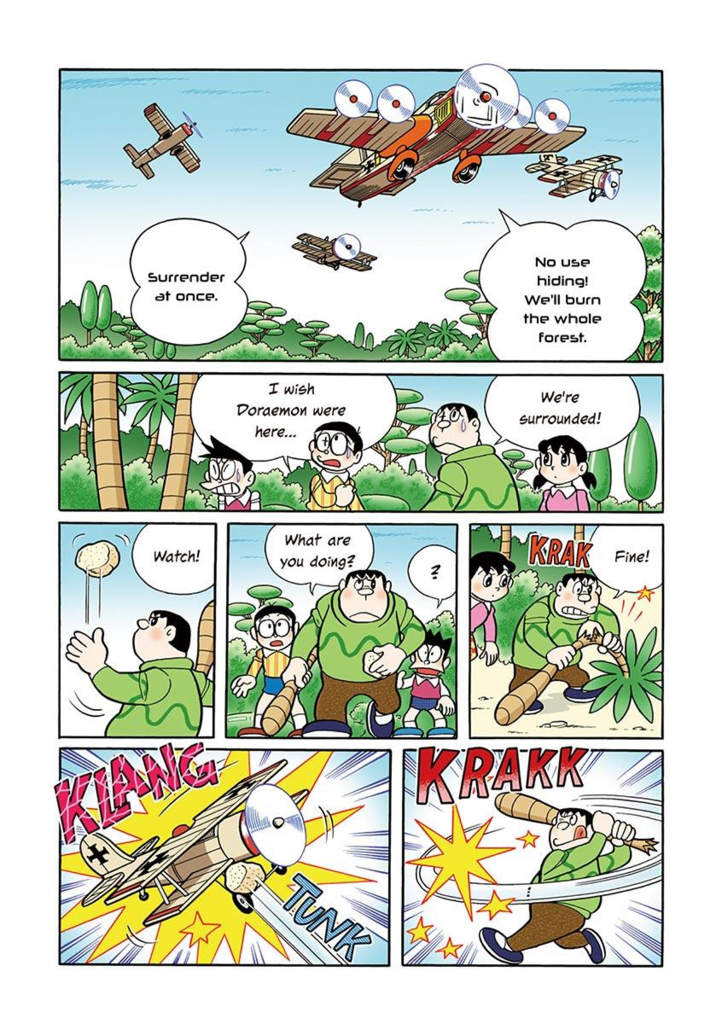 No use
hiding!
We'll burn
the whole
forest.
Surrender
at once.
We're
surrounded!
I wish
Doraemon were
here...
Fine!
KRAK
?
What are
you doing?
Watch!
KRAKK
TUNK
KLANG